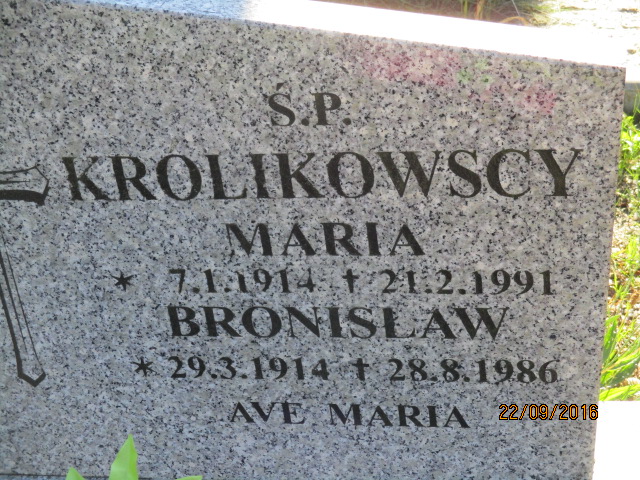 Ś.P.
KROLIKOWSCY
MARIA
* 7.1.1914 † 21.2.1991
BRONISŁAW
* 29.3.1914 † 28.8.1986
AVE MARIA
22/09/2016